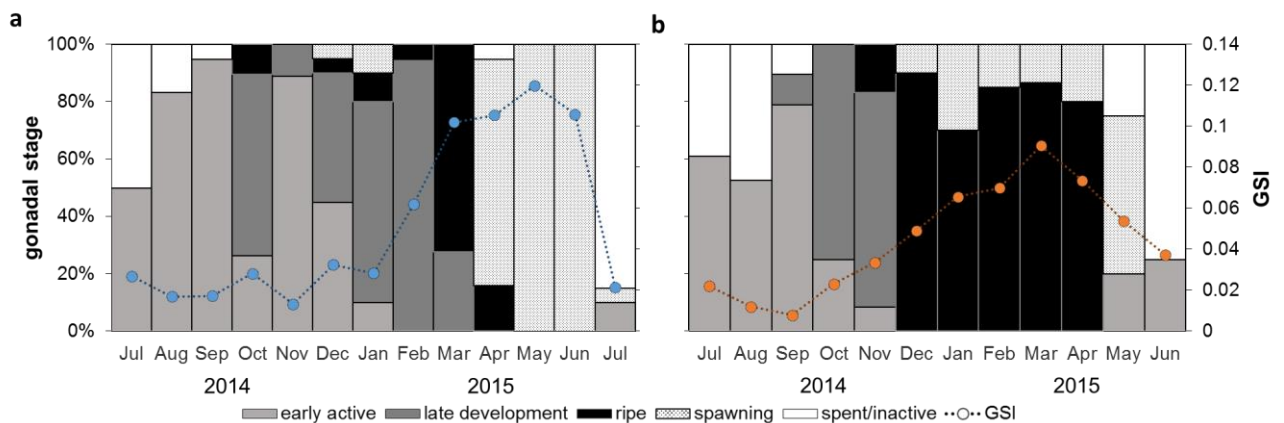 a
b
100%
80%
60%
40%
20%
0%
gonadal stage
Jul Aug Sep Oct Nov Dec Jan Feb Mar Apr May Jun Jul
2014 2015
0.14
0.12
0.1
0.08
0.06
0.04
0.02
0
GSI
Jul Aug Sep Oct Nov Dec Jan Feb Mar Apr May Jun
2014 2015
early active late development ripe spawning spent/inactive GSI